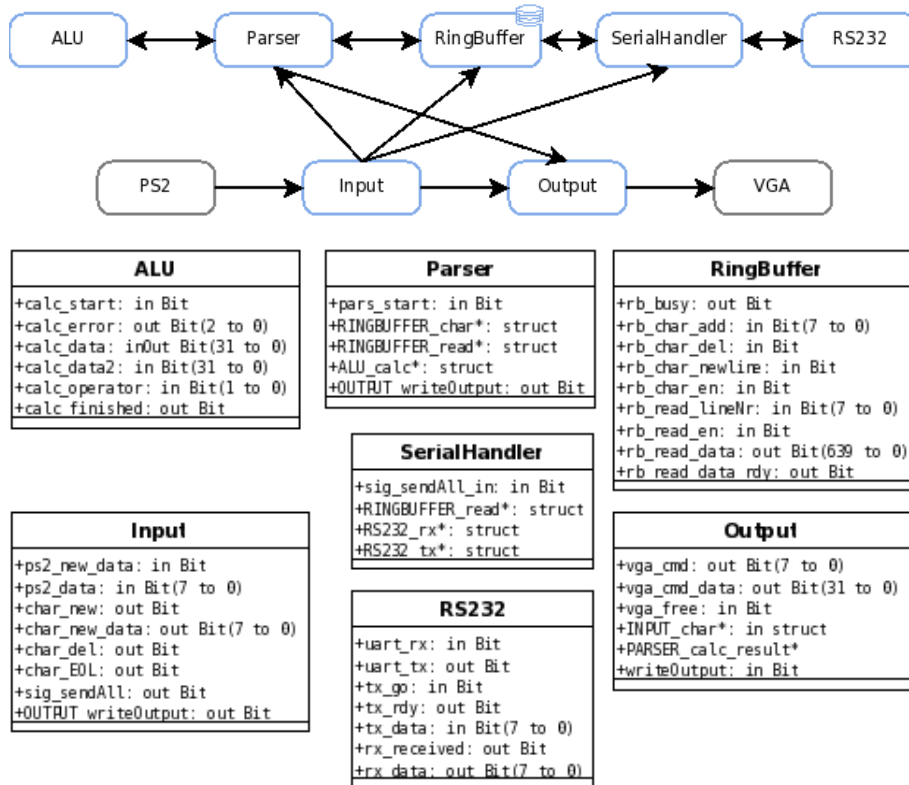 ALU
Parser
RingBuffer
SerialHandler
RS232
PS2
Input
Output
VGA
ALU
+calc_start: in Bit
+calc_error: out Bit(2 to 0)
+calc_data: inOut Bit(31 to 0)
+calc_data2: in Bit(31 to 0)
+calc_operator: in Bit(1 to 0)
+calc_finished: out Bit
Parser
+pars_start: in Bit
+RINGBUFFER_char*: struct
+RINGBUFFER_read*: struct
+ALU_calc*: struct
+OUTPUT_writeOutput: out Bit
RingBuffer
+rb_busy: out Bit
+rb_char_add: in Bit(7 to 0)
+rb_char_del: in Bit
+rb_char_newline: in Bit
+rb_char_en: in Bit
+rb_read_lineNr: in Bit(7 to 0)
+rb_read_en: in Bit
+rb_read_data: out Bit(639 to 0)
+rb_read_data_rdy: out Bit
SerialHandler
+sig_sendAll_in: in Bit
+RINGBUFFER_read*: struct
+RS232_rx*: struct
+RS232_tx*: struct
Input
+ps2_new_data: in Bit
+ps2_data: in Bit(7 to 0)
+char_new: out Bit
+char_new_data: out Bit(7 to 0)
+char_del: out Bit
+char_EOL: out Bit
+sig_sendAll: out Bit
+OUTPUT_writeOutput: out Bit
RS232
+uart_rx: in Bit
+uart_tx: out Bit
+tx_go: in Bit
+tx_rdy: out Bit
+tx_data: in Bit(7 to 0)
+rx_received: out Bit
+rx_data: out Bit(7 to 0)
Output
+vga_cmd: out Bit(7 to 0)
+vga_cmd_data: out Bit(31 to 0)
+vga_free: in Bit
+INPUT_char*: in struct
+PARSER_calc_result*
+writeOutput: in Bit